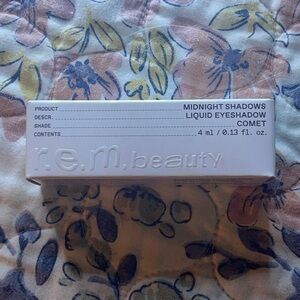 PRODUCT MIDNIGHT SHADOWS
DESCR. LIQUID EYESHADOW
SHADE COMET
CONTENTS 4 ml / 0.13 fl. oz.
r.e.m.beauty